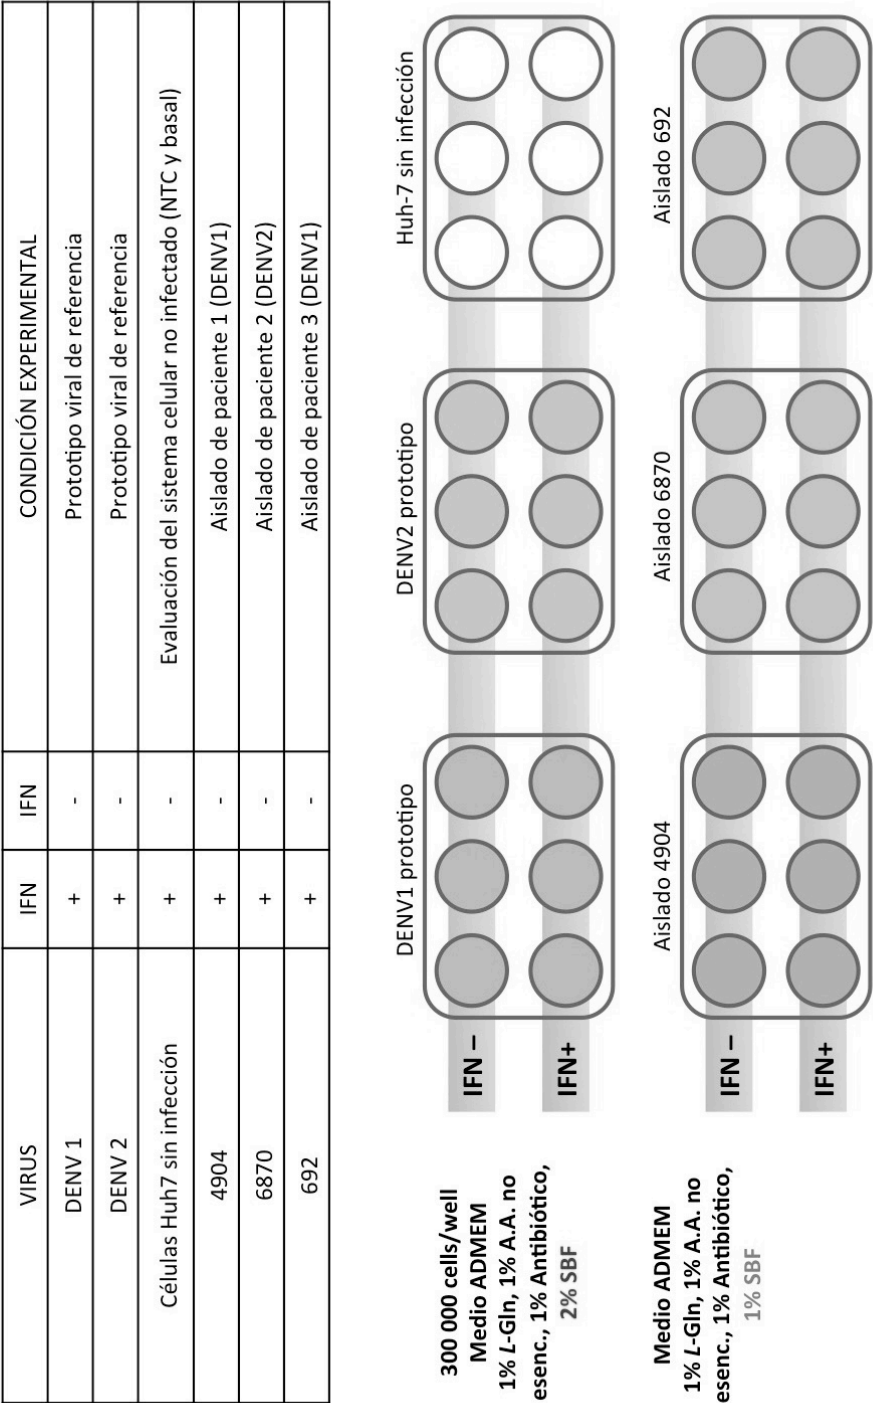 VIRUS IFN IFN CONDICIÓN EXPERIMENTAL
DENV 1 + - Prototipo viral de referencia
DENV 2 + - Prototipo viral de referencia
Células Huh7 sin infección + - Evaluación del sistema celular no infectado (NTC y basal)
4904 + - Aislado de paciente 1 (DENV1)
6870 + - Aislado de paciente 2 (DENV2)
692 + - Aislado de paciente 3 (DENV1)
DENV1 prototipo
DENV2 prototipo
Huh-7 sin infección
300 000 cells/well
Medio ADMEM
1% L-Gln, 1% A.A. no
esenc., 1% Antibiótico,
2% SBF
IFN –
IFN+
Aislado 4904
Aislado 6870
Aislado 692
Medio ADMEM
1% L-Gln, 1% A.A. no
esenc., 1% Antibiótico,
1% SBF
IFN –
IFN+